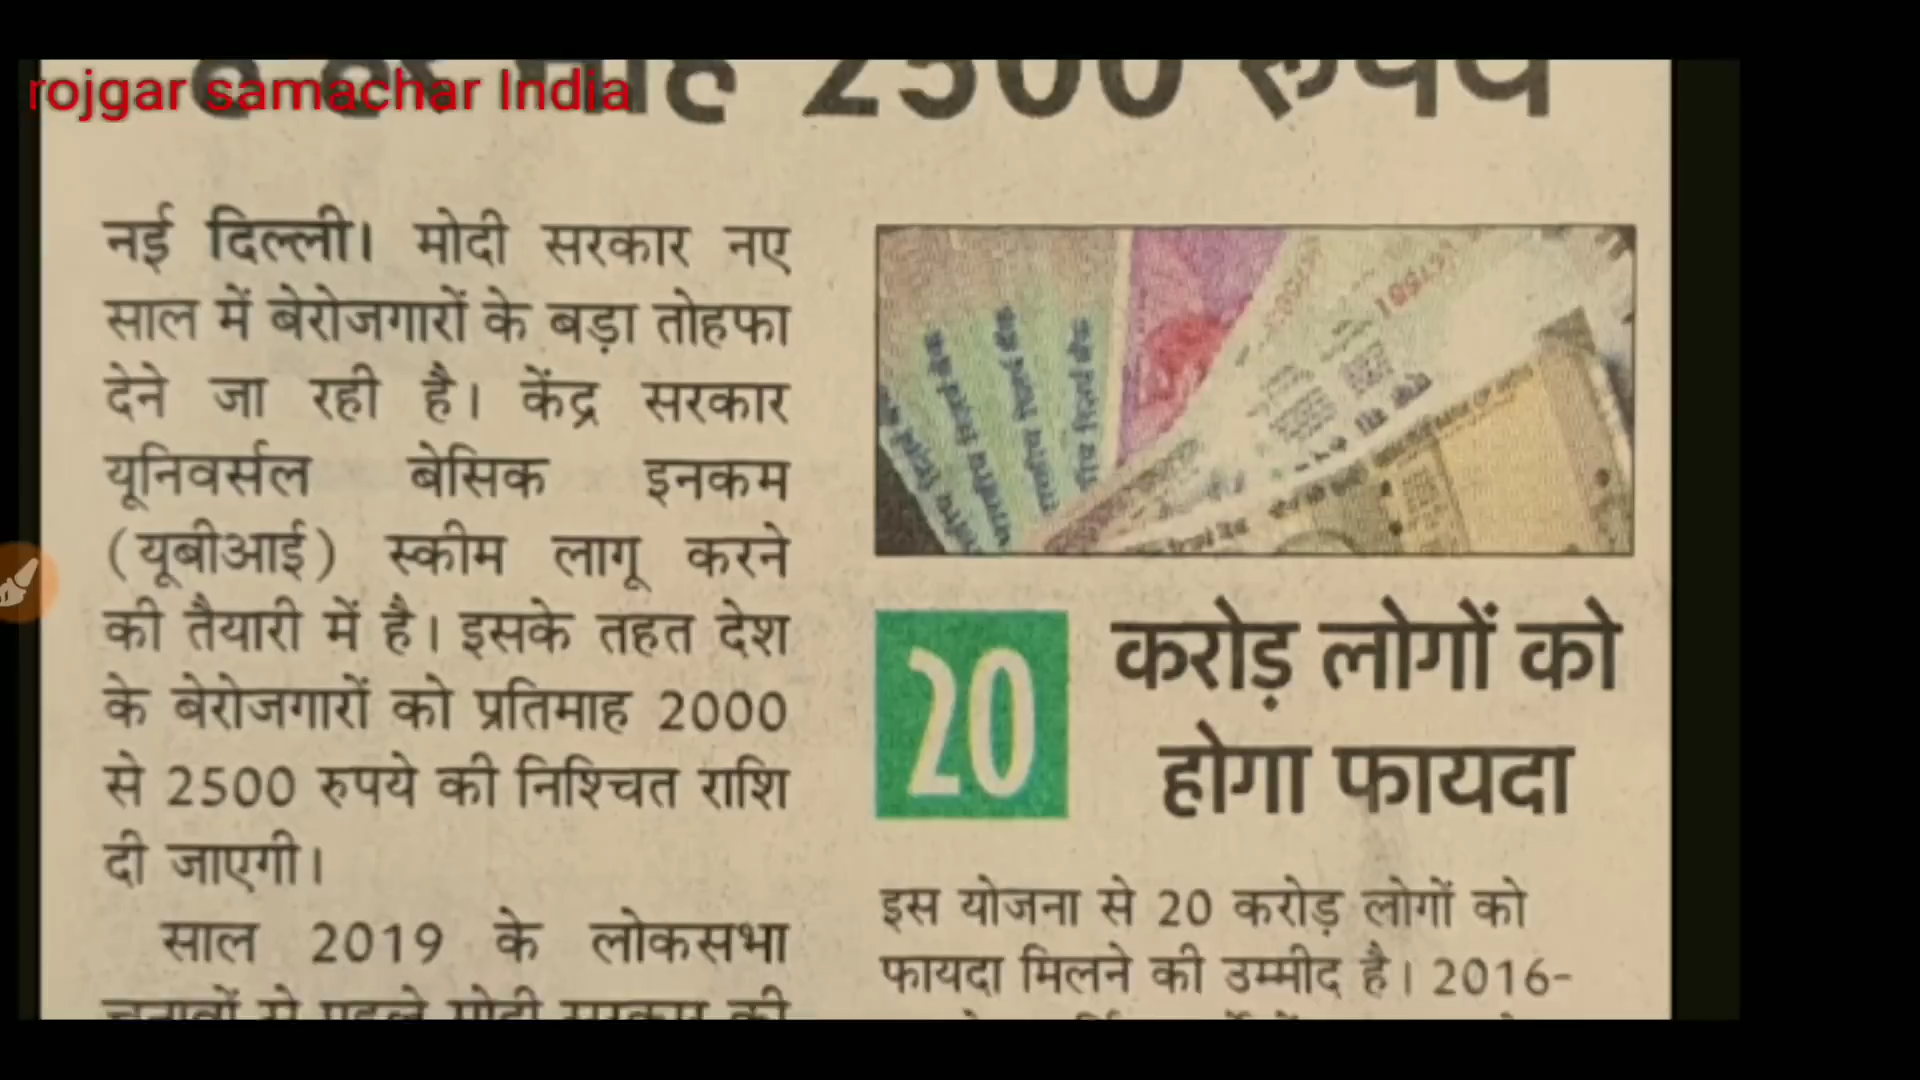 rojgar samachar India
2500 रुपये
नई दिल्ली। मोदी सरकार नए
साल में बेरोजगारों के बड़ा तोहफा
देने जा रही है। केंद्र सरकार
यूनिवर्सल बेसिक इनकम
(यूबीआई) स्कीम लागू करने
की तैयारी में है। इसके तहत देश
के बेरोजगारों को प्रतिमाह 2000
से 2500 रुपये की निश्चित राशि
दी जाएगी।
साल 2019 के लोकसभा
चुनावों से पहले मोदी सरकार की
20 करोड़ लोगों को
होगा फायदा
इस योजना से 20 करोड़ लोगों को
फायदा मिलने की उम्मीद है। 2016-